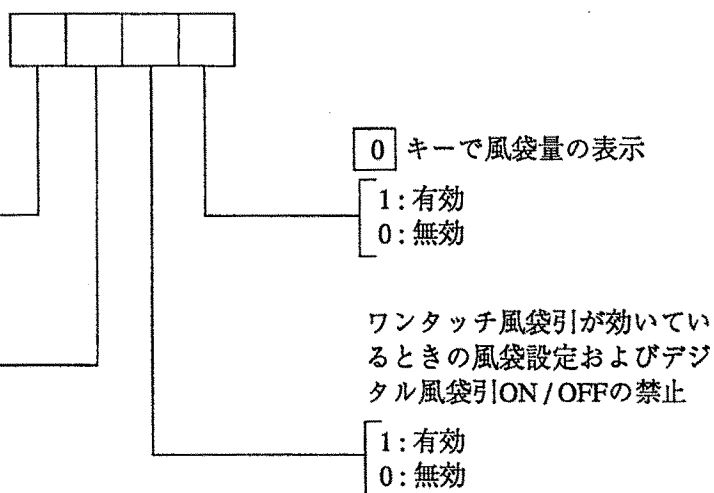 0 キーで風袋量の表示
1 : 有効
0 : 無効
ワンタッチ風袋引が効いてい
るときの風袋設定およびデジ
タル風袋引ON / OFFの禁止
1 : 有効
0 : 無効